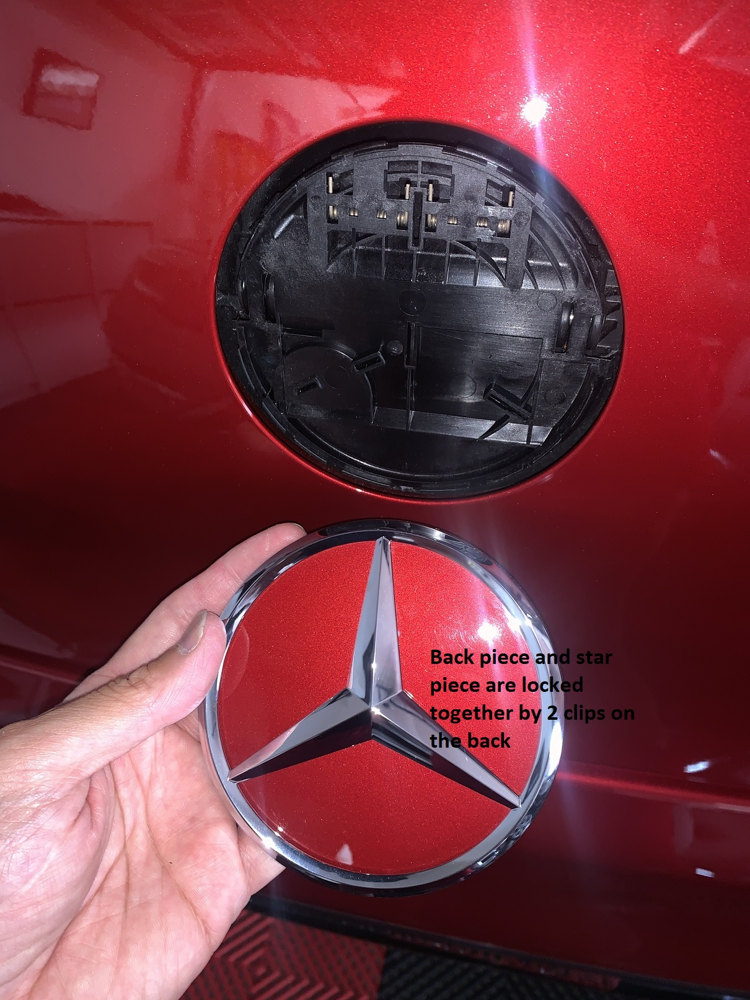 Back piece and star
piece are locked
together by 2 clips on
the back